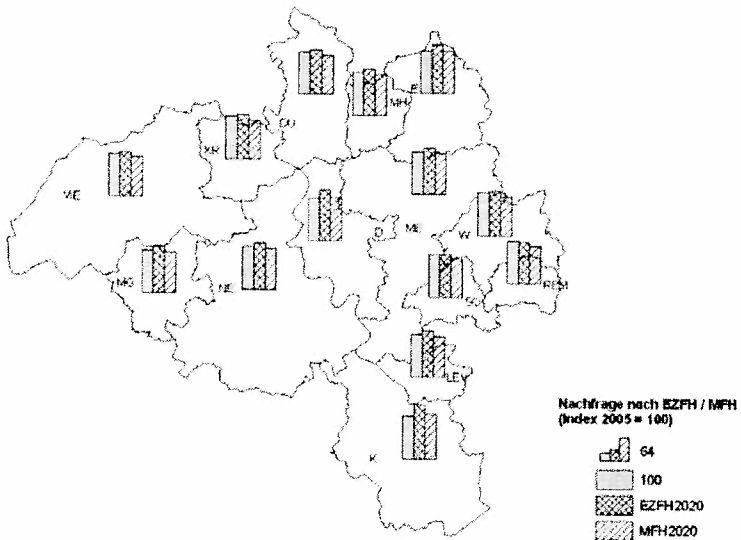 E
MH
DU
KR
VIE
D
ME
W
MG
NE
SG
REM
LEV
K
Nachfrage nach EZFH / MFH
(Index 2005 = 100)
64
100
EZFH2020
MFH2020